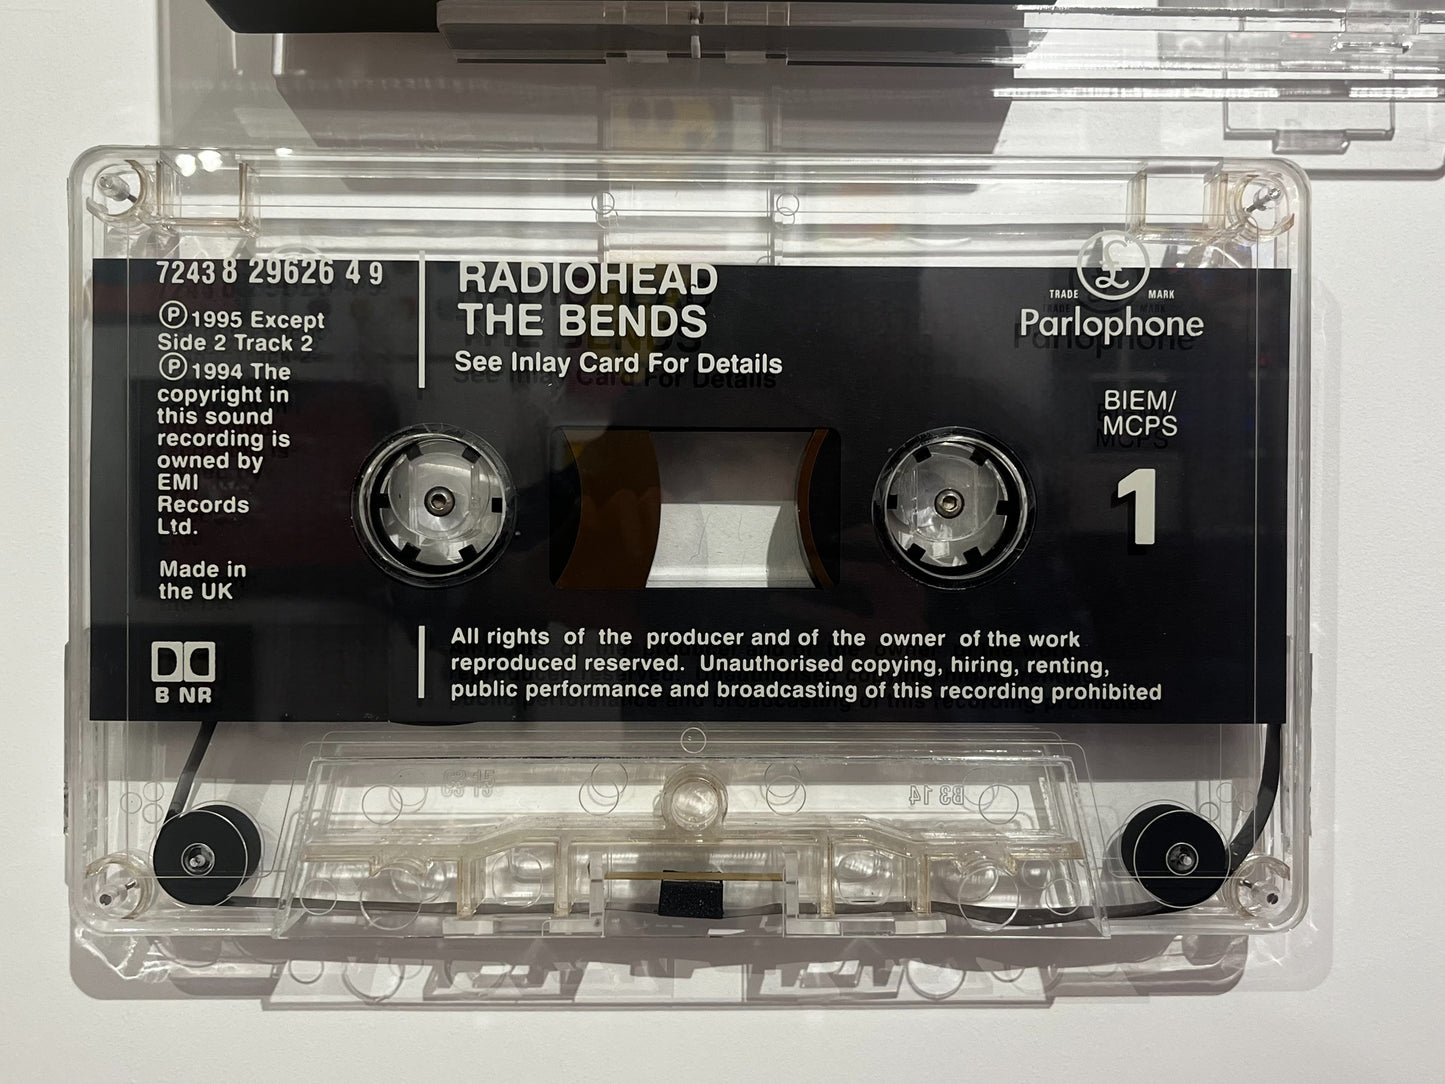 7243 8 29626 4 9
Ⓟ 1995 Except
Side 2 Track 2
Ⓟ 1994 The
copyright in
this sound
recording is
owned by
EMI
Records
Ltd.
Made in
the UK
B NR
RADIOHEAD
THE BENDS
See Inlay Card For Details
£
TRADE MARK
Parlophone
BIEM/
MCPS
1
All rights of the producer and of the owner of the work
reproduced reserved. Unauthorised copying, hiring, renting,
public performance and broadcasting of this recording prohibited
B3 14